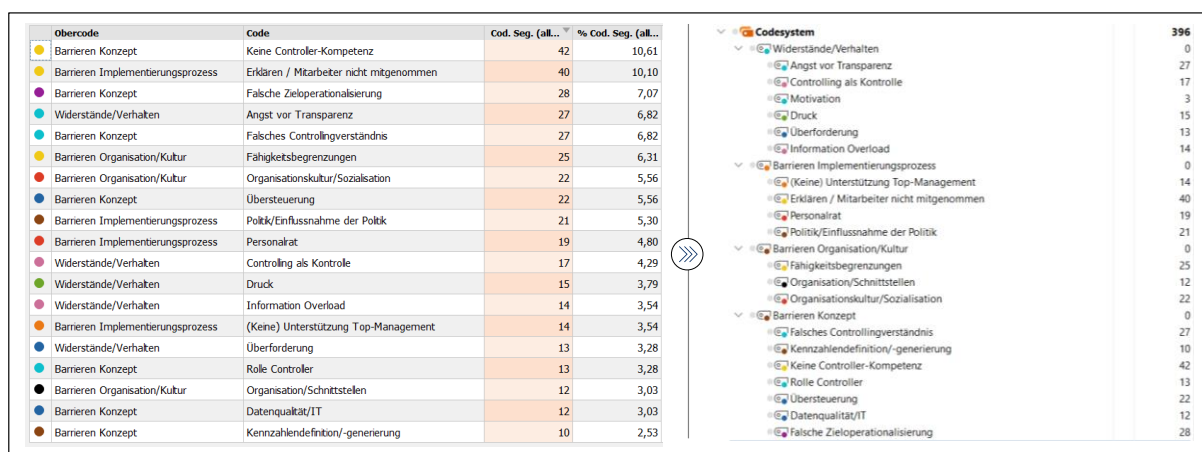 Obercode Code Cod. Seg. (all... % Cod. Seg. (all...
Barrieren Konzept Keine Controller-Kompetenz 42 10,61
Barrieren Implementierungsprozess Erklären / Mitarbeiter nicht mitgenommen 40 10,10
Barrieren Konzept Falsche Zieloperationalisierung 28 7,07
Widerstände/Verhalten Angst vor Transparenz 27 6,82
Barrieren Konzept Falsches Controllingverständnis 27 6,82
Barrieren Organisation/Kultur Fähigkeitsbegrenzungen 25 6,31
Barrieren Organisation/Kultur Organisationskultur/Sozialisation 22 5,56
Barrieren Konzept Übersteuerung 22 5,56
Barrieren Implementierungsprozess Politik/Einflussnahme der Politik 21 5,30
Barrieren Implementierungsprozess Personalrat 19 4,80
Widerstände/Verhalten Controlling als Kontrolle 17 4,29
Widerstände/Verhalten Druck 15 3,79
Widerstände/Verhalten Information Overload 14 3,54
Barrieren Implementierungsprozess (Keine) Unterstützung Top-Management 14 3,54
Widerstände/Verhalten Überforderung 13 3,28
Barrieren Konzept Rolle Controller 13 3,28
Barrieren Organisation/Kultur Organisation/Schnittstellen 12 3,03
Barrieren Konzept Datenqualität/IT 12 3,03
Barrieren Konzept Kennzahlendefinition/-generierung 10 2,53
Codesystem 396
Widerstände/Verhalten 0
Angst vor Transparenz 27
Controlling als Kontrolle 17
Motivation 3
Druck 15
Überforderung 13
Information Overload 14
Barrieren Implementierungsprozess 0
(Keine) Unterstützung Top-Management 14
Erklären / Mitarbeiter nicht mitgenommen 40
Personalrat 19
Politik/Einflussnahme der Politik 21
Barrieren Organisation/Kultur 0
Fähigkeitsbegrenzungen 25
Organisation/Schnittstellen 12
Organisationskultur/Sozialisation 22
Barrieren Konzept 0
Falsches Controllingverständnis 27
Kennzahlendefinition/-generierung 10
Keine Controller-Kompetenz 42
Rolle Controller 13
Übersteuerung 22
Datenqualität/IT 12
Falsche Zieloperationalisierung 28